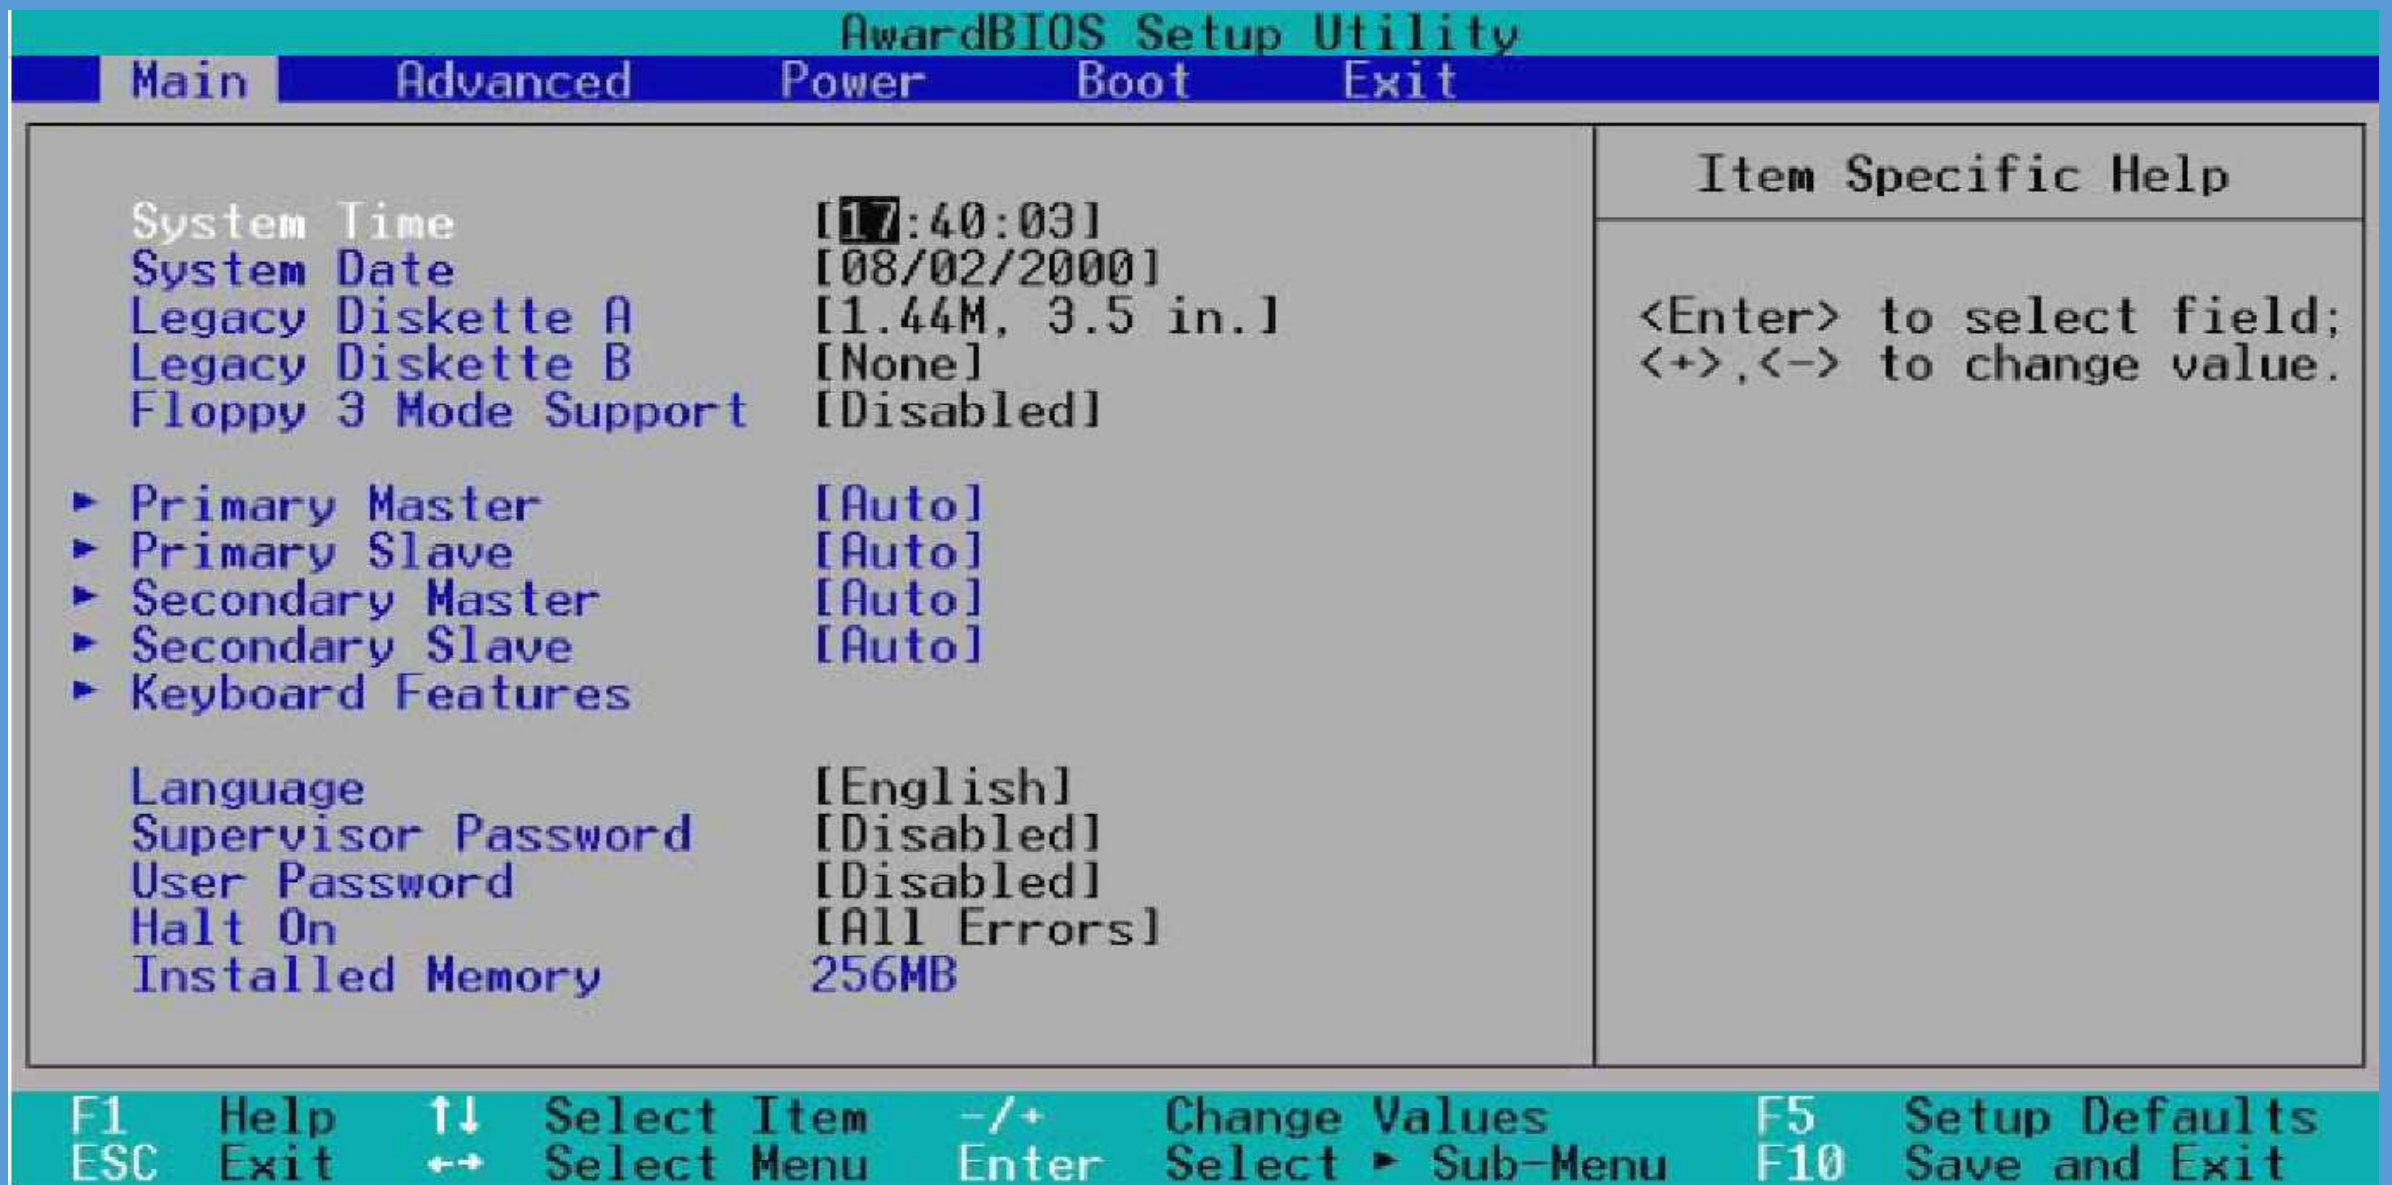 AwardBIOS Setup Utility
Main Advanced Power Boot Exit
Item Specific Help
System Time [17:40:03]
System Date [08/02/2000]
Legacy Diskette A [1.44M, 3.5 in.]
Legacy Diskette B [None]
Floppy 3 Mode Support [Disabled]
► Primary Master [Auto]
► Primary Slave [Auto]
► Secondary Master [Auto]
► Secondary Slave [Auto]
► Keyboard Features
Language [English]
Supervisor Password [Disabled]
User Password [Disabled]
Halt On [All Errors]
Installed Memory 256MB
<Enter> to select field;
<+>,<-> to change value.
F1 Help ↑↓ Select Item -/+ Change Values F5 Setup Defaults
ESC Exit ←→ Select Menu Enter Select ► Sub-Menu F10 Save and Exit